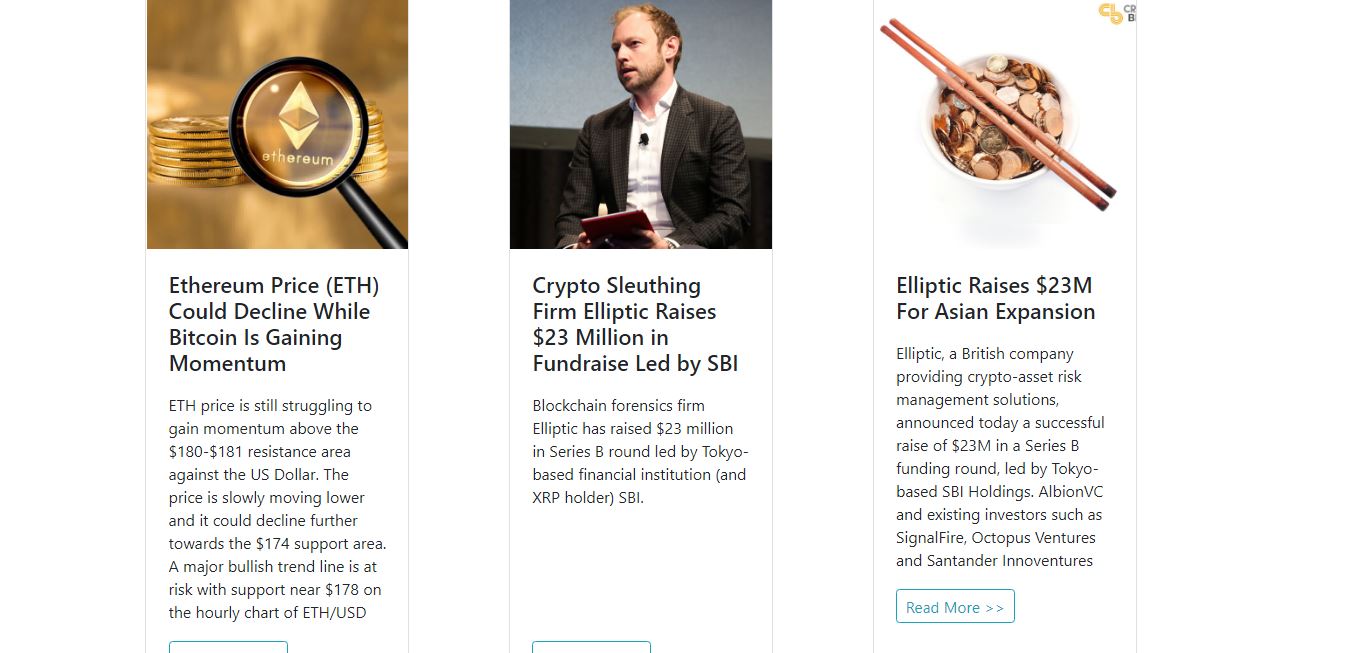 ethereum
Ethereum Price (ETH)
Could Decline While
Bitcoin Is Gaining
Momentum
ETH price is still struggling to
gain momentum above the
$180-$181 resistance area
against the US Dollar. The
price is slowly moving lower
and it could decline further
towards the $174 support area.
A major bullish trend line is at
risk with support near $178 on
the hourly chart of ETH/USD
Crypto Sleuthing
Firm Elliptic Raises
$23 Million in
Fundraise Led by SBI
Blockchain forensics firm
Elliptic has raised $23 million
in Series B round led by Tokyo-
based financial institution (and
XRP holder) SBI.
Elliptic Raises $23M
For Asian Expansion
Elliptic, a British company
providing crypto-asset risk
management solutions,
announced today a successful
raise of $23M in a Series B
funding round, led by Tokyo-
based SBI Holdings. AlbionVC
and existing investors such as
SignalFire, Octopus Ventures
and Santander Innoventures
Read More >>